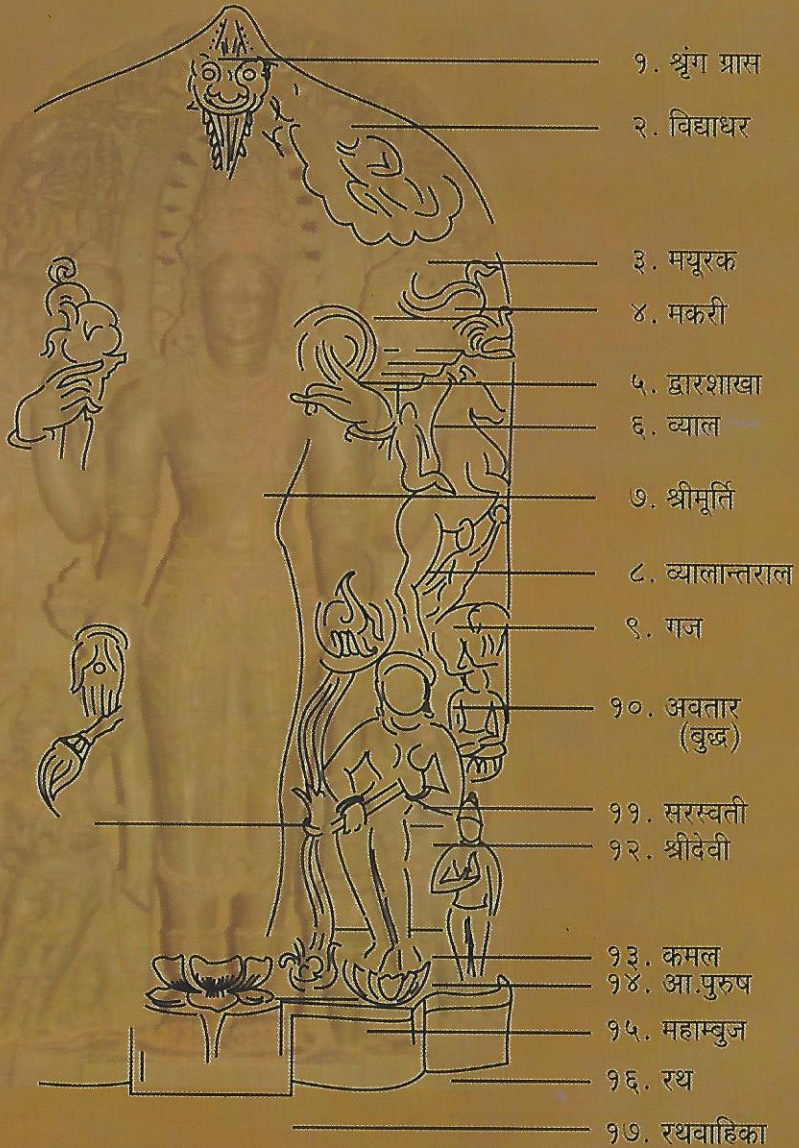 १. श्रृंग ग्रास
२. विद्याधर
३. मयूरक
४. मकरी
५. द्वारशाखा
६. व्याल
७. श्रीमूर्ति
८. व्यालान्तराल
९. गज
१०. अवतार
(बुद्ध)
११. सरस्वती
१२. श्रीदेवी
१३. कमल
१४. आ.पुरुष
१५. महाम्बुज
१६. रथ
१७. रथवाहिका